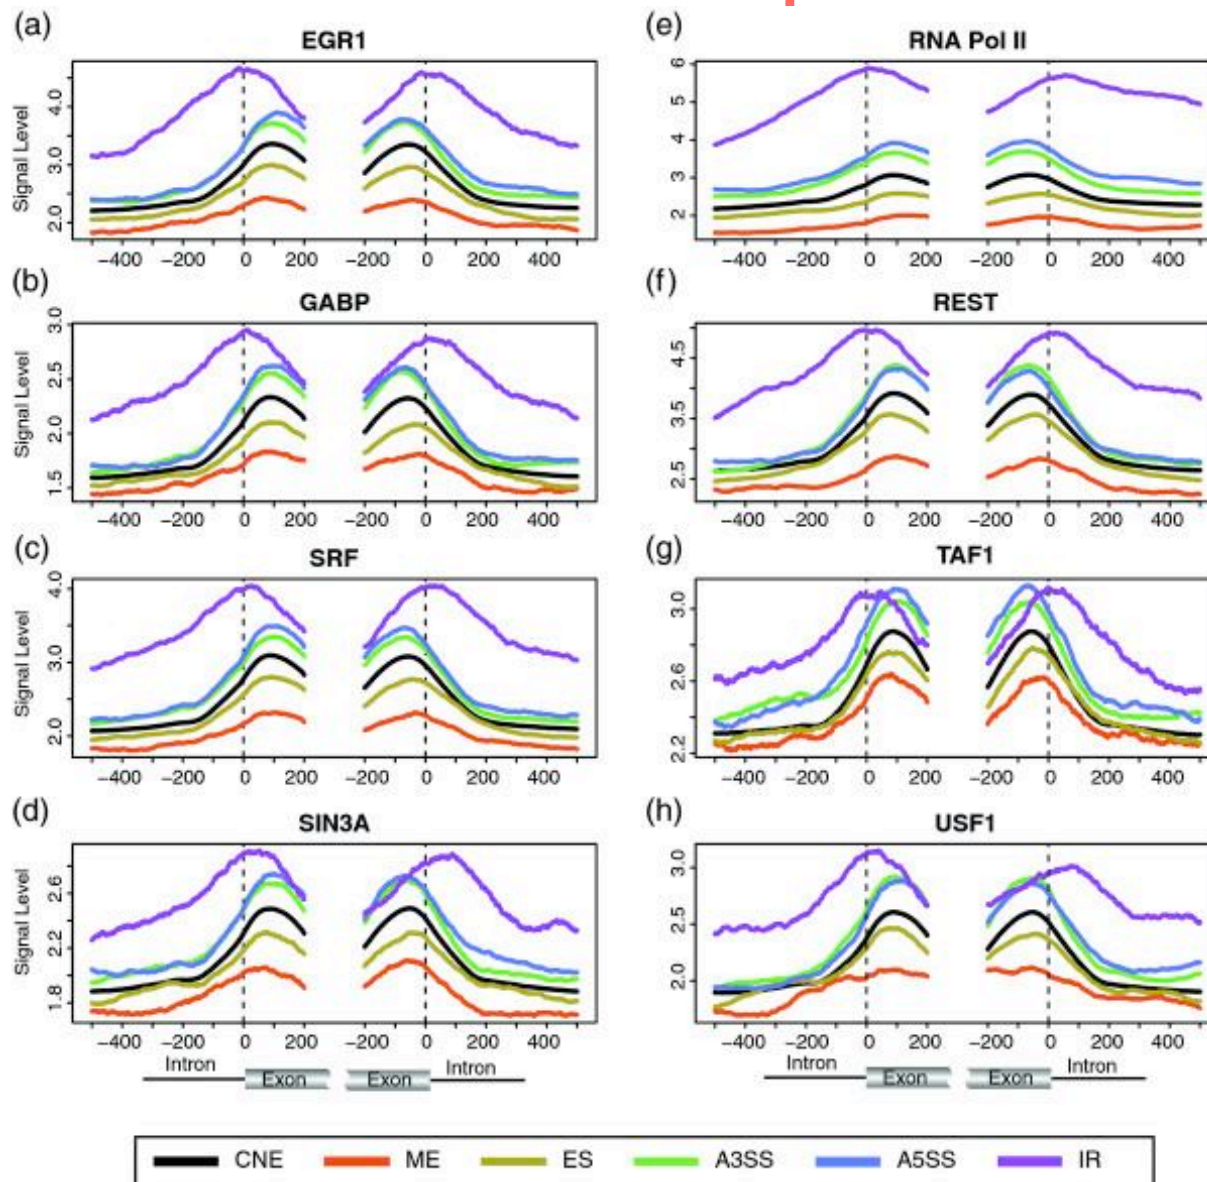 (a)
EGR1
Signal Level
2.0 3.0 4.0
−400 −200 0 200 −200 0 200 400
(b)
GABP
Signal Level
1.5 2.0 2.5 3.0
−400 −200 0 200 −200 0 200 400
(c)
SRF
Signal Level
2.0 3.0 4.0
−400 −200 0 200 −200 0 200 400
(d)
SIN3A
Signal Level
1.8 2.2 2.6
−400 −200 0 200 −200 0 200 400
Intron Exon Exon Intron
(e)
RNA Pol II
2 3 4 5 6
−400 −200 0 200 −200 0 200 400
(f)
REST
2.5 3.5 4.5
−400 −200 0 200 −200 0 200 400
(g)
TAF1
2.2 2.6 3.0
−400 −200 0 200 −200 0 200 400
(h)
USF1
2.0 2.5 3.0
−400 −200 0 200 −200 0 200 400
Intron Exon Exon Intron
CNE ME ES A3SS A5SS IR